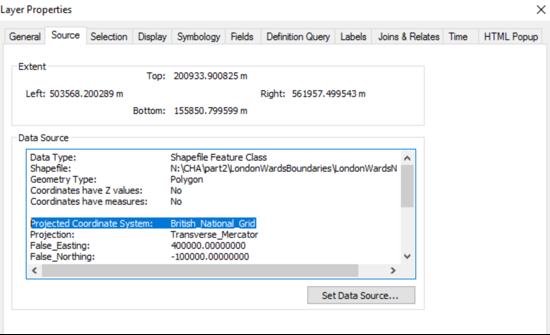 Layer Properties
General Source Selection Display Symbology Fields Definition Query Labels Joins & Relates Time HTML Popup
Extent
Top: 200933.900825 m
Left: 503568.200289 m Right: 561957.499543 m
Bottom: 155850.799599 m
Data Source
Data Type: Shapefile Feature Class
Shapefile: N:\CHA\part2\LondonWardsBoundaries\LondonWardsN
Geometry Type: Polygon
Coordinates have Z values: No
Coordinates have measures: No
Projected Coordinate System: British_National_Grid
Projection: Transverse_Mercator
False_Easting: 400000.00000000
False_Northing: -100000.00000000
Set Data Source...